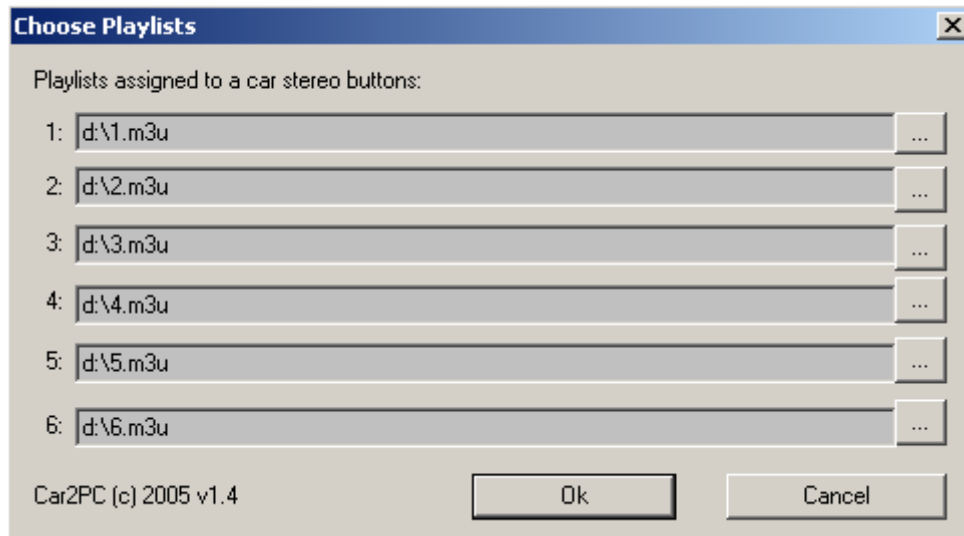 Choose Playlists
Playlists assigned to a car stereo buttons:
1: d:\1.m3u ...
2: d:\2.m3u ...
3: d:\3.m3u ...
4: d:\4.m3u ...
5: d:\5.m3u ...
6: d:\6.m3u ...
Car2PC (c) 2005 v1.4 Ok Cancel